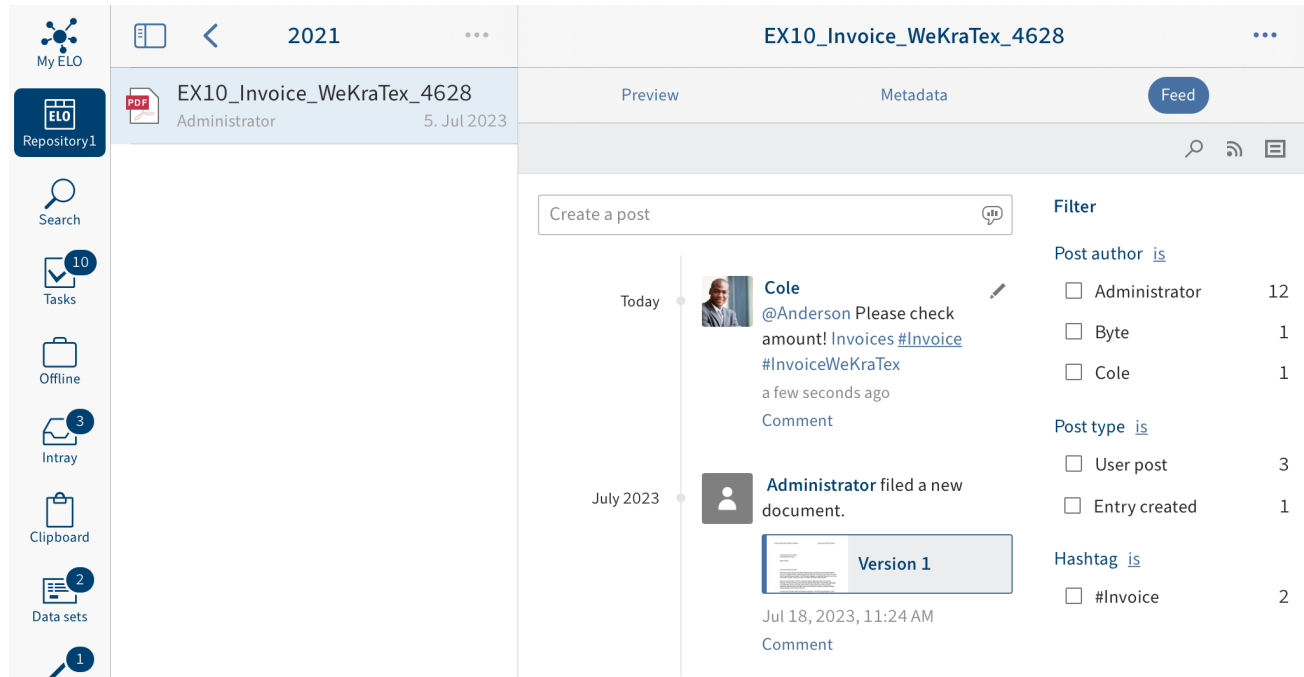 My ELO
ELO
Repository1
Search
10
Tasks
Offline
3
Intray
Clipboard
2
Data sets
1
2021
PDF
EX10_Invoice_WeKraTex_4628
Administrator
5. Jul 2023
EX10_Invoice_WeKraTex_4628
Preview
Metadata
Feed
Create a post
Today
Cole
@Anderson Please check
amount! Invoices #Invoice
#InvoiceWeKraTex
a few seconds ago
Comment
July 2023
Administrator filed a new
document.
Version 1
Jul 18, 2023, 11:24 AM
Comment
Filter
Post author is
Administrator 12
Byte 1
Cole 1
Post type is
User post 3
Entry created 1
Hashtag is
#Invoice 2